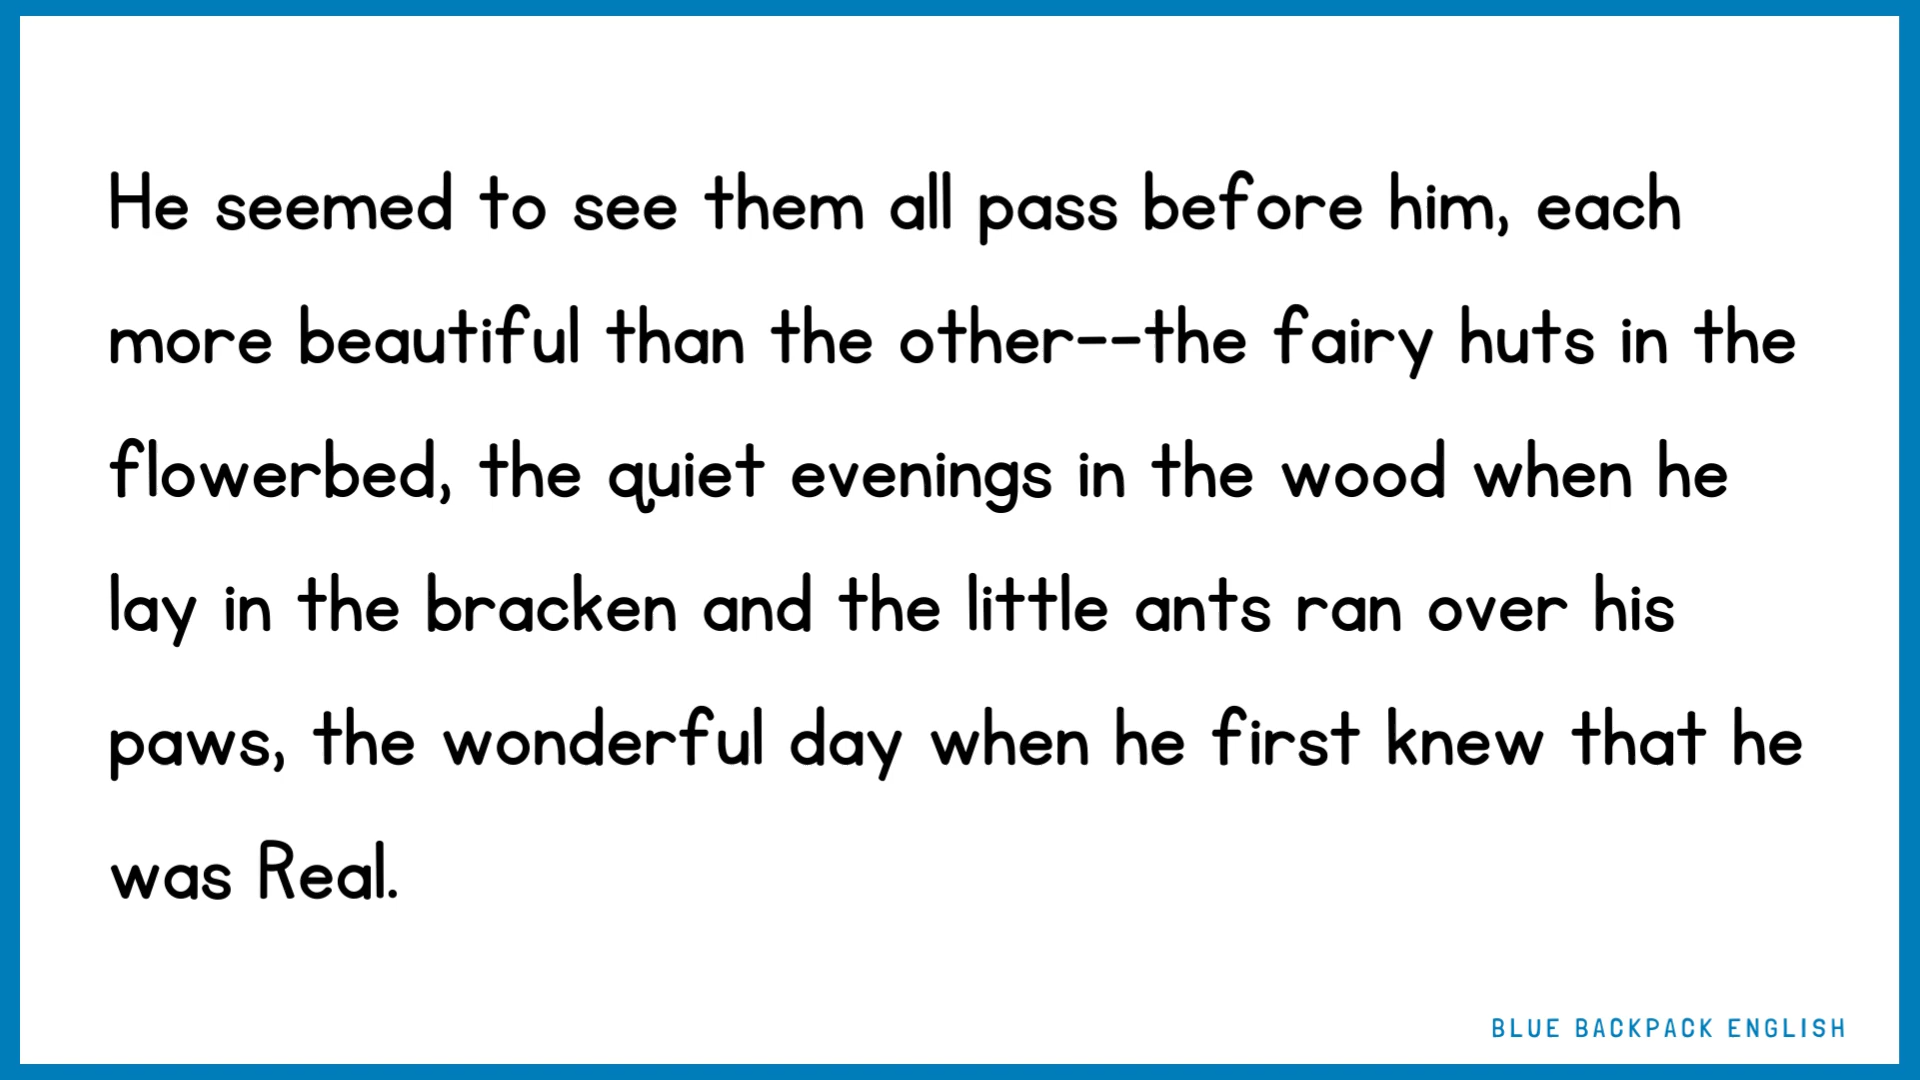 He seemed to see them all pass before him, each
more beautiful than the other--the fairy huts in the
flowerbed, the quiet evenings in the wood when he
lay in the bracken and the little ants ran over his
paws, the wonderful day when he first knew that he
was Real.
BLUE BACKPACK ENGLISH